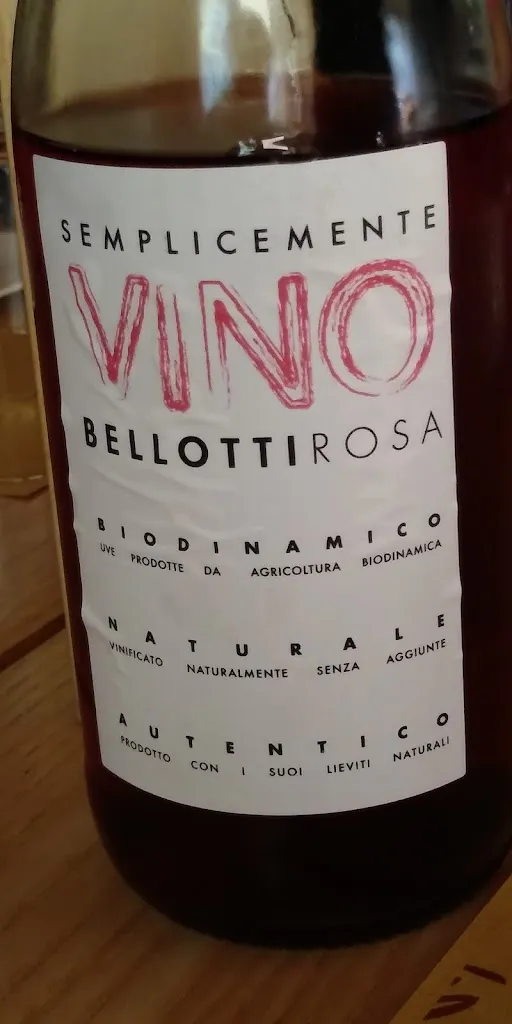 SEMPLICEMENTE
VINO
BELLOTTIROSA
BIODINAMICO
UVE PRODOTTE DA AGRICOLTURA BIODINAMICA
NATURALE
VINIFICATO NATURALMENTE SENZA AGGIUNTE
AUTENTICO
PRODOTTO CON I SUOI LIEVITI NATURALI